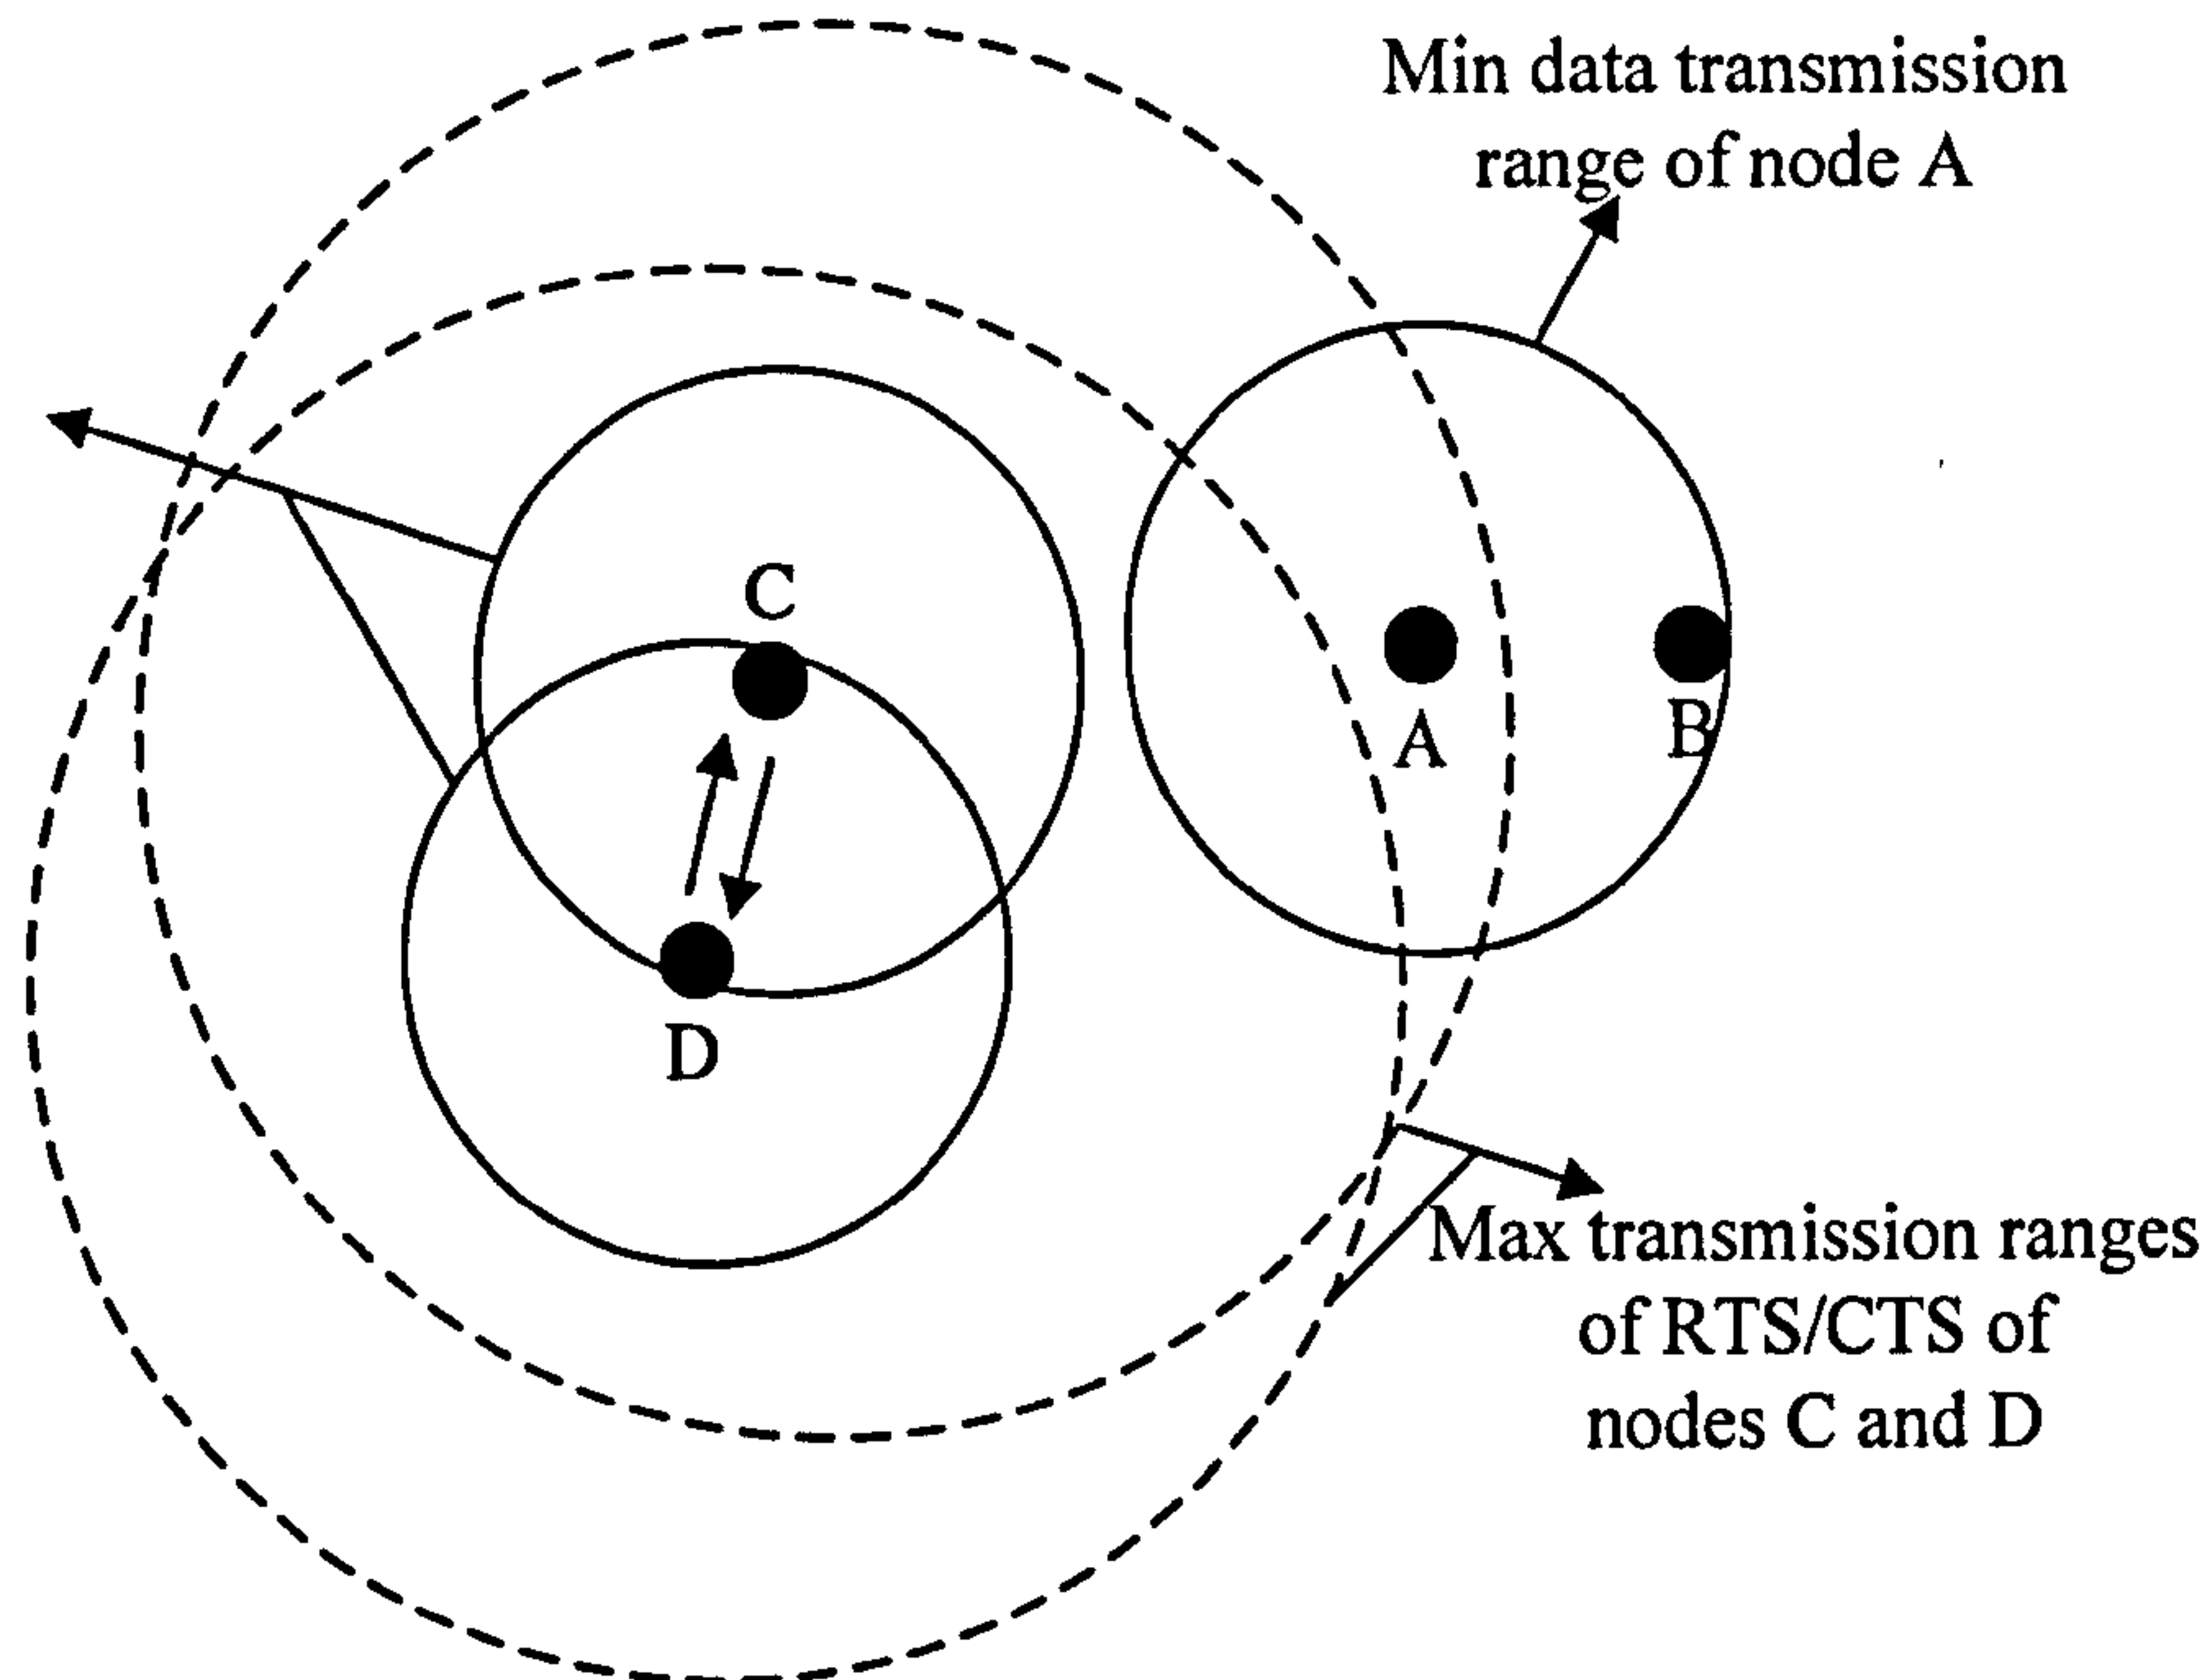 Min data transmission
range of node A
C
A
B
D
Max transmission ranges
of RTS/CTS of
nodes C and D